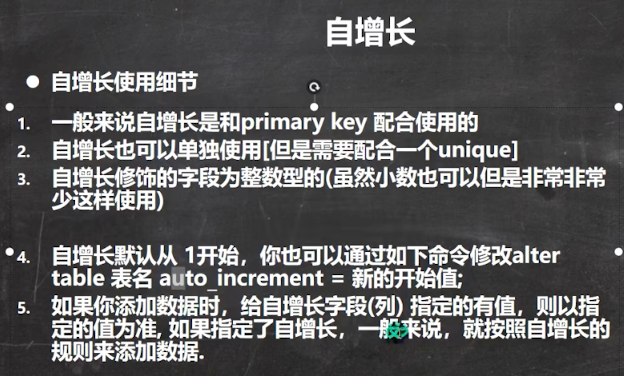 自增长
自增长使用细节
1. 一般来说自增长是和primary key 配合使用的
2. 自增长也可以单独使用[但是需要配合一个unique]
3. 自增长修饰的字段为整数型的(虽然小数也可以但是非常非常
少这样使用)
4. 自增长默认从 1开始，你也可以通过如下命令修改alter
table 表名 auto_increment = 新的开始值;
5. 如果你添加数据时，给自增长字段(列) 指定的有值，则以指
定的值为准, 如果指定了自增长，一般来说，就按照自增长的
规则来添加数据.